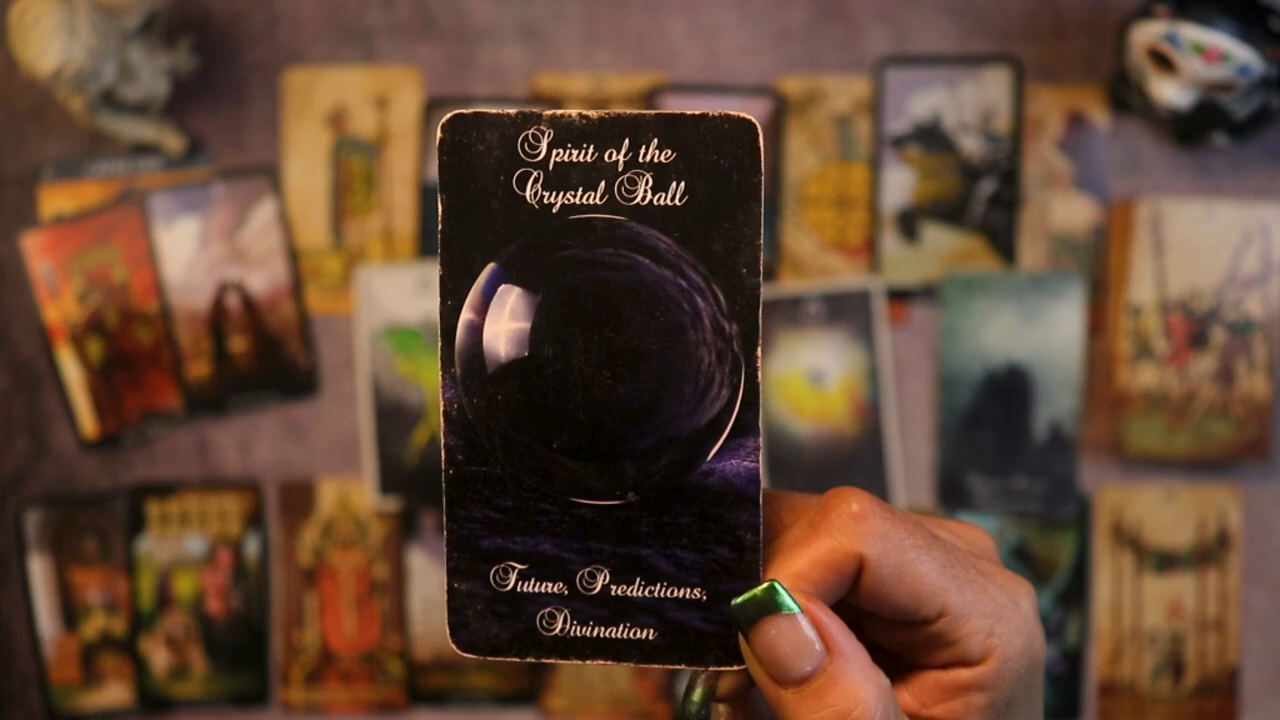 Spirit of the
Crystal Ball
Future, Predictions,
Divination